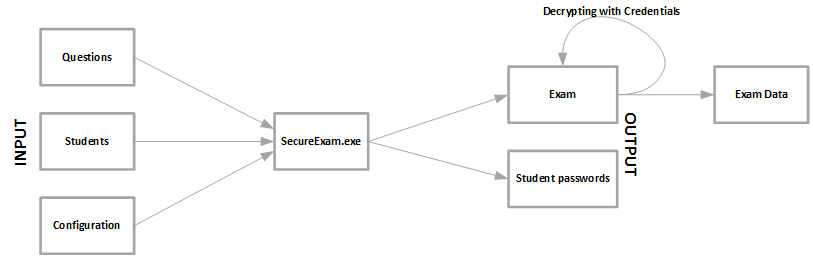 Decrypting with Credentials
INPUT
Questions
Students
Configuration
SecureExam.exe
Exam
Student passwords
OUTPUT
Exam Data